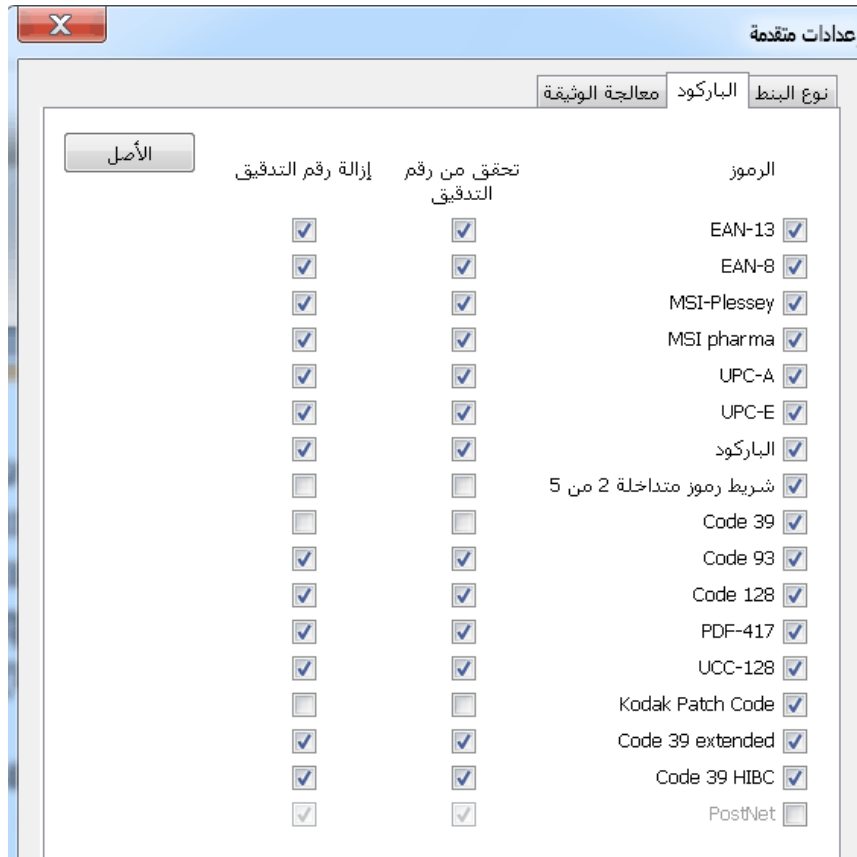 عدادات متقدمة
نوع البنط الباركود معالجة الوثيقة
الأصل
الرموز تحقق من رقم التدقيق إزالة رقم التدقيق
EAN-13
EAN-8
MSI-Plessey
MSI pharma
UPC-A
UPC-E
الباركود
شريط رموز متداخلة 2 من 5
Code 39
Code 93
Code 128
PDF-417
UCC-128
Kodak Patch Code
Code 39 extended
Code 39 HIBC
PostNet